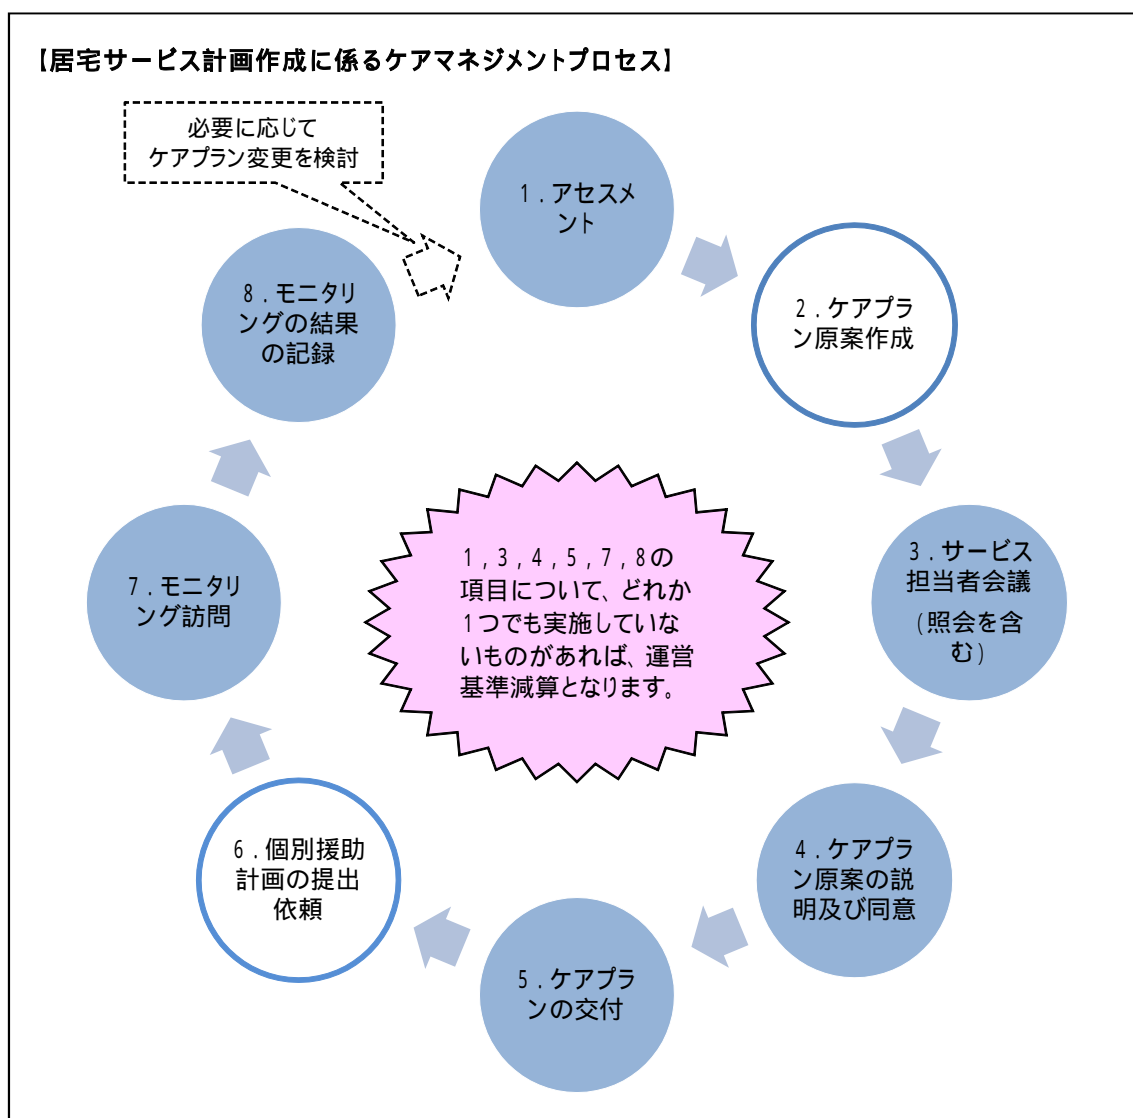 【居宅サービス計画作成に係るケアマネジメントプロセス】
必要に応じて
ケアプラン変更を検討
1．アセスメ
ント
2．ケアプラ
ン原案作成
3．サービス
担当者会議
（照会を含
む）
4．ケアプラ
ン原案の説
明及び同意
5．ケアプラ
ンの交付
6．個別援助
計画の提出
依頼
7．モニタリ
ング訪問
8．モニタリ
ングの結果
の記録
1，3，4，5，7，8の
項目について、どれか
1つでも実施していな
いものがあれば、運営
基準減算となります。